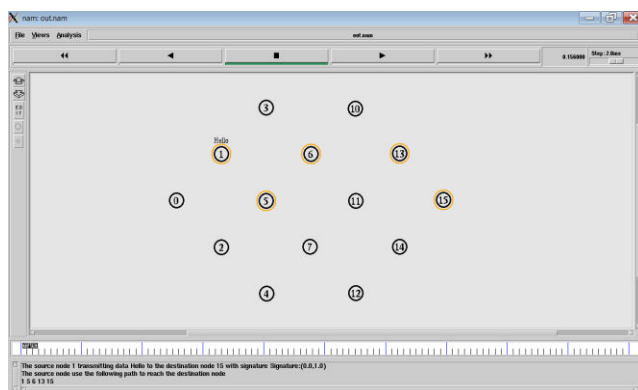 nam: out.nam
File Views Analysis out.nam
0.156000 Step: 2.0ms
3 10
Hello
1 6 13
0 5 11 15
2 7 14
4 12
The source node 1 transmitting data Hello to the destination node 15 with signature Signature:(0.0,1.0)
The source node use the following path to reach the destination node
1 5 6 13 15